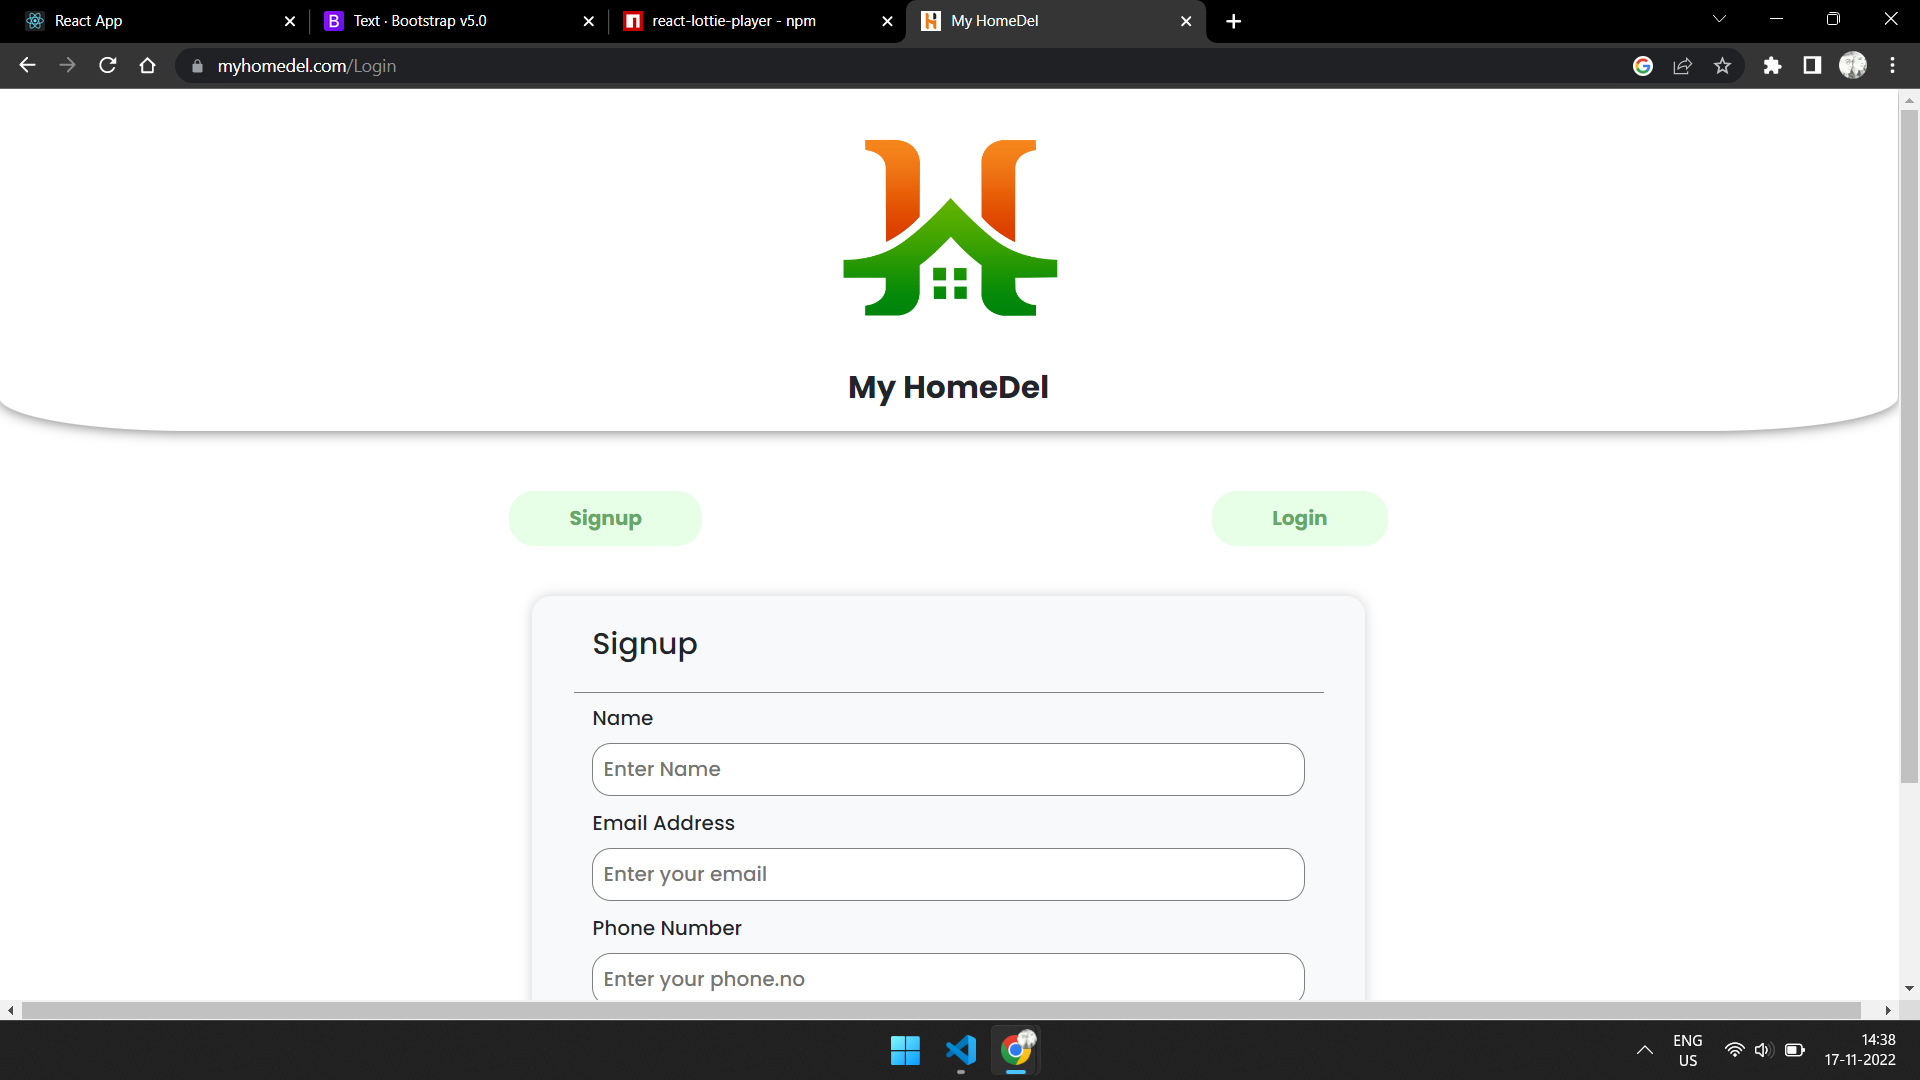 React App
Text · Bootstrap v5.0
react-lottie-player - npm
My HomeDel
myhomedel.com/Login
My HomeDel
Signup
Login
Signup
Name
Enter Name
Email Address
Enter your email
Phone Number
Enter your phone.no
ENG
US
14:38
17-11-2022